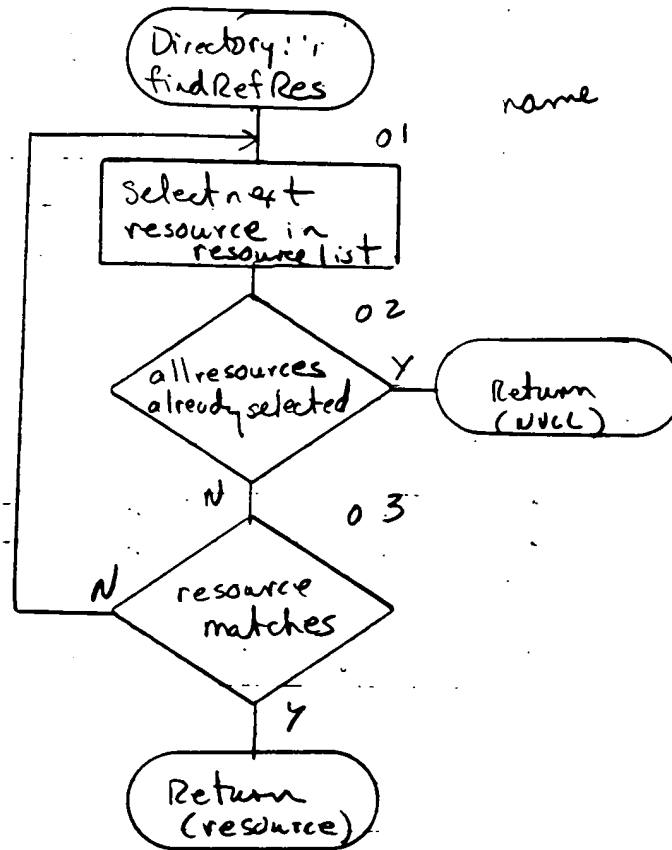 Directory::
findRefRes
name
01
Select next
resource in
resource list
02
all resources
already selected
Y
Return
(NULL)
N
03
resource
matches
N
Y
Return
(resource)